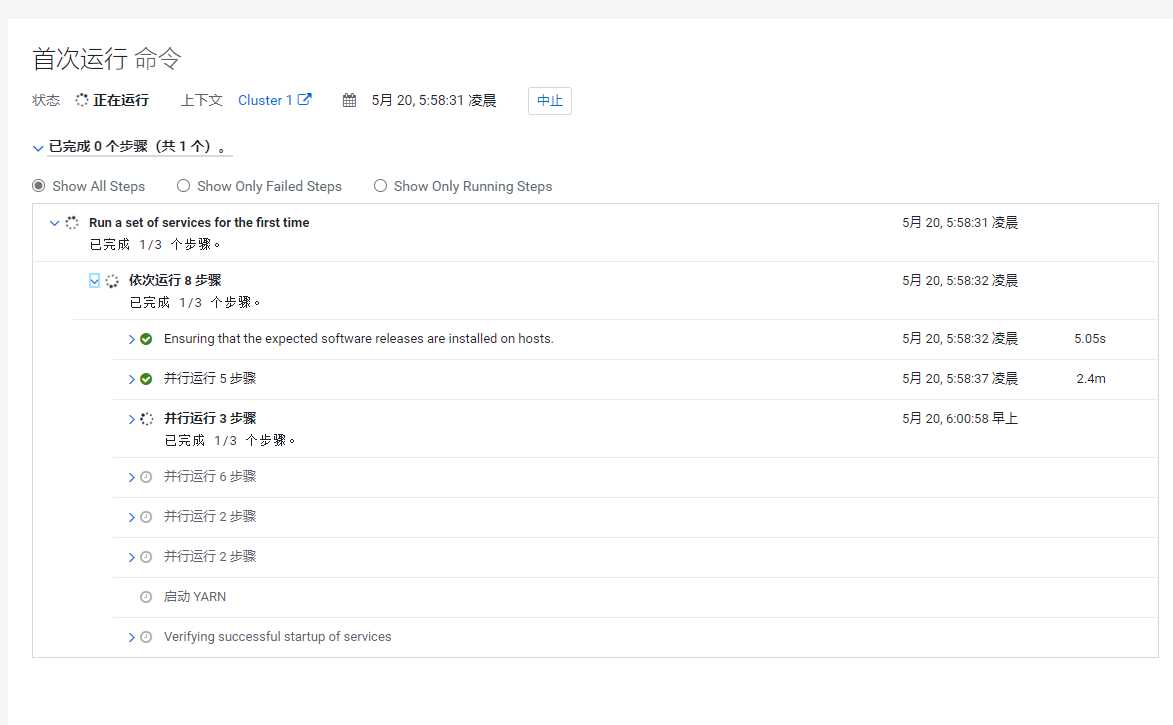 首次运行 命令
状态 正在运行 上下文 Cluster 1 5月 20, 5:58:31 凌晨 中止
已完成 0 个步骤（共 1 个）。
Show All Steps Show Only Failed Steps Show Only Running Steps
Run a set of services for the first time 5月 20, 5:58:31 凌晨
已完成 1/3 个步骤。
依次运行 8 步骤 5月 20, 5:58:32 凌晨
已完成 1/3 个步骤。
Ensuring that the expected software releases are installed on hosts. 5月 20, 5:58:32 凌晨 5.05s
并行运行 5 步骤 5月 20, 5:58:37 凌晨 2.4m
并行运行 3 步骤 5月 20, 6:00:58 早上
已完成 1/3 个步骤。
并行运行 6 步骤
并行运行 2 步骤
并行运行 2 步骤
启动 YARN
Verifying successful startup of services